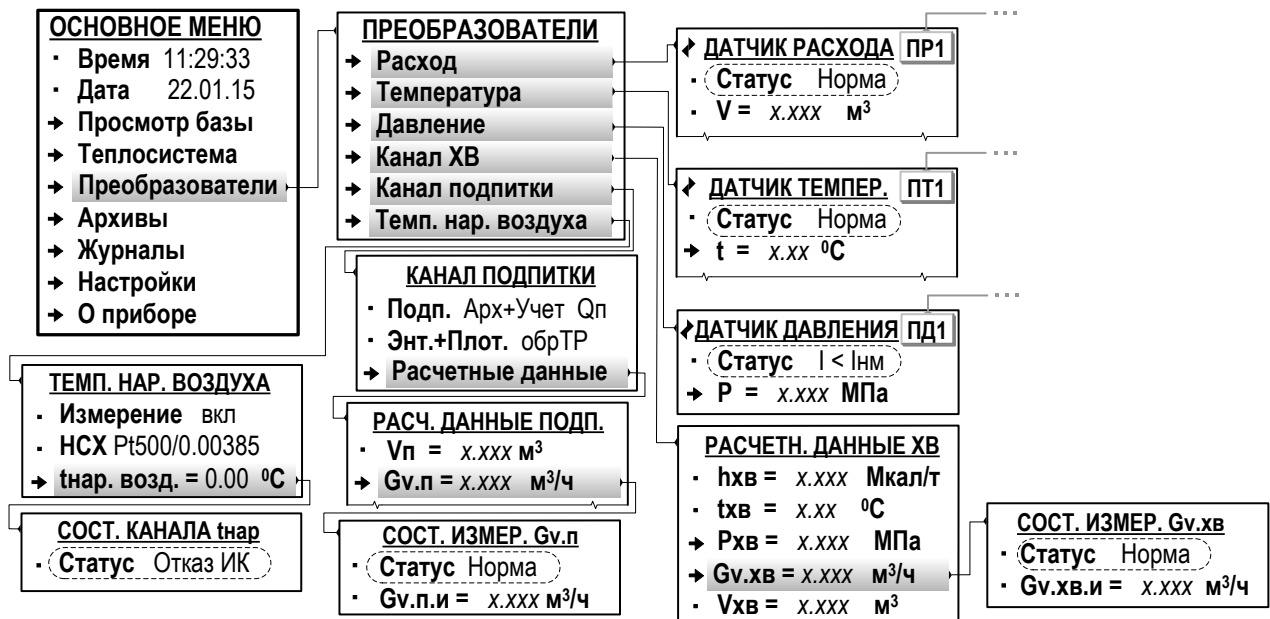 ОСНОВНОЕ МЕНЮ
Время 11:29:33
Дата 22.01.15
Просмотр базы
Теплосистема
Преобразователи
Архивы
Журналы
Настройки
О приборе
ПРЕОБРАЗОВАТЕЛИ
Расход
Температура
Давление
Канал ХВ
Канал подпитки
Темп. нар. воздуха
ДАТЧИК РАСХОДА ПР1
Статус Норма
V = x.xxx м³
ДАТЧИК ТЕМПЕР. ПТ1
Статус Норма
t = x.xx ⁰С
ДАТЧИК ДАВЛЕНИЯ ПД1
Статус I < Iнм
P = x.xxx МПа
КАНАЛ ПОДПИТКИ
Подп. Арх+Учет Qп
Энт.+Плот. обрТР
Расчетные данные
ТЕМП. НАР. ВОЗДУХА
Измерение вкл
НСХ Pt500/0.00385
tнар. возд. = 0.00 ⁰С
СОСТ. КАНАЛА tнар
Статус Отказ ИК
РАСЧ. ДАННЫЕ ПОДП.
Vп = x.xxx м³
Gv.п = x.xxx м³/ч
СОСТ. ИЗМЕР. Gv.п
Статус Норма
Gv.п.и = x.xxx м³/ч
РАСЧЕТН. ДАННЫЕ ХВ
hхв = x.xxx Мкал/т
tхв = x.xx ⁰С
Pхв = x.xxx МПа
Gv.хв = x.xxx м³/ч
Vхв = x.xxx м³
СОСТ. ИЗМЕР. Gv.хв
Статус Норма
Gv.хв.и = x.xxx м³/ч